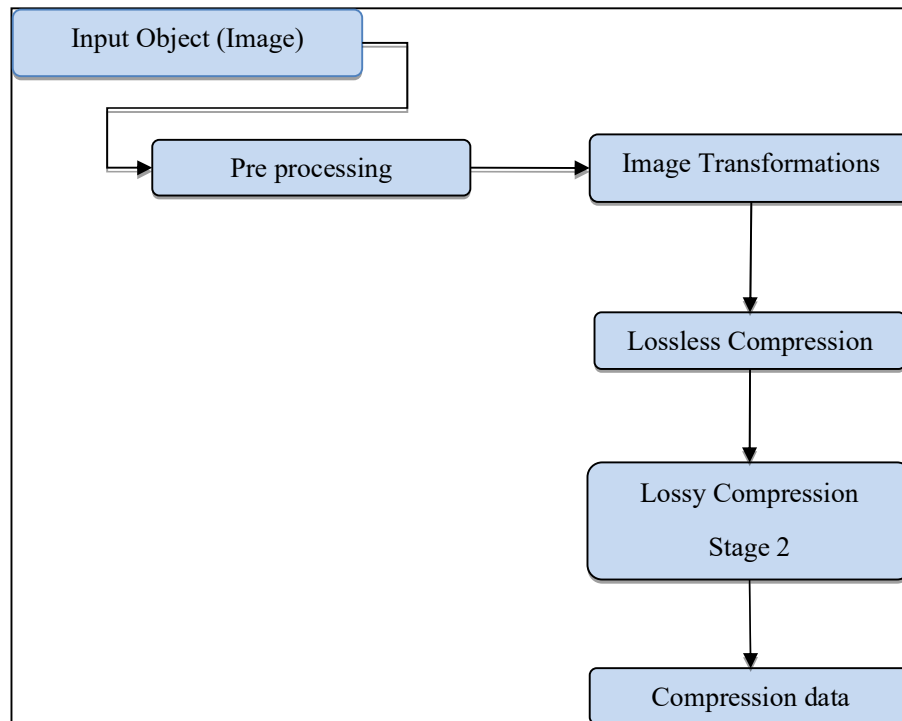 Input Object (Image)
Pre processing
Image Transformations
Lossless Compression
Lossy Compression
Stage 2
Compression data